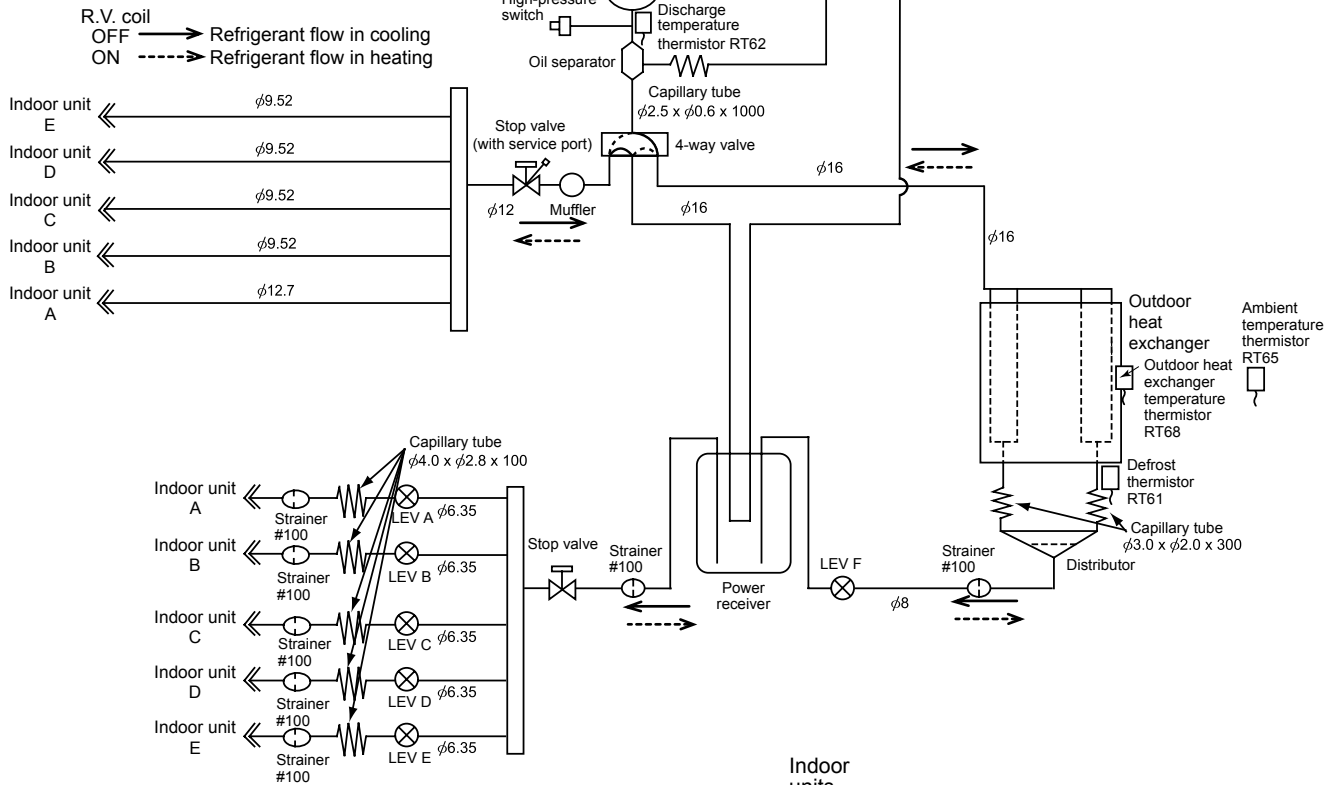 R.V. coil
OFF Refrigerant flow in cooling
ON Refrigerant flow in heating
High-pressure
switch
Discharge
temperature
thermistor RT62
Oil separator
Capillary tube
ϕ2.5 x ϕ0.6 x 1000
4-way valve
Stop valve
(with service port)
Muffler
ϕ12
ϕ16
ϕ16
ϕ16
Indoor unit
E
ϕ9.52
Indoor unit
D
ϕ9.52
Indoor unit
C
ϕ9.52
Indoor unit
B
ϕ9.52
Indoor unit
A
ϕ12.7
Outdoor
heat
exchanger
Outdoor heat
exchanger
temperature
thermistor
RT68
Ambient
temperature
thermistor
RT65
Defrost
thermistor
RT61
Capillary tube
ϕ3.0 x ϕ2.0 x 300
Distributor
Capillary tube
ϕ4.0 x ϕ2.8 x 100
Indoor unit
A
Strainer
#100
LEV A
ϕ6.35
Indoor unit
B
Strainer
#100
LEV B
ϕ6.35
Indoor unit
C
Strainer
#100
LEV C
ϕ6.35
Indoor unit
D
Strainer
#100
LEV D
ϕ6.35
Indoor unit
E
Strainer
#100
LEV E
ϕ6.35
Stop valve
Strainer
#100
Power
receiver
LEV F
ϕ8
Strainer
#100
Indoor
units